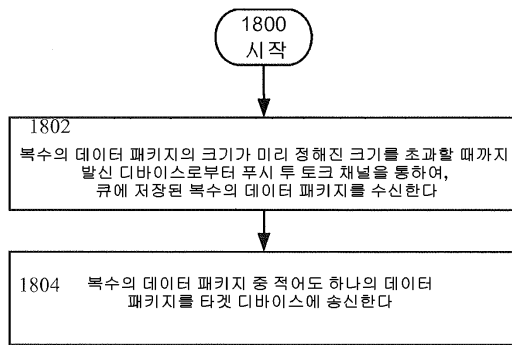 1800
시작
1802
복수의 데이터 패키지의 크기가 미리 정해진 크기를 초과할 때까지
발신 디바이스로부터 푸시 투 토크 채널을 통하여,
큐에 저장된 복수의 데이터 패키지를 수신한다
1804 복수의 데이터 패키지 중 적어도 하나의 데이터
패키지를 타겟 디바이스에 송신한다